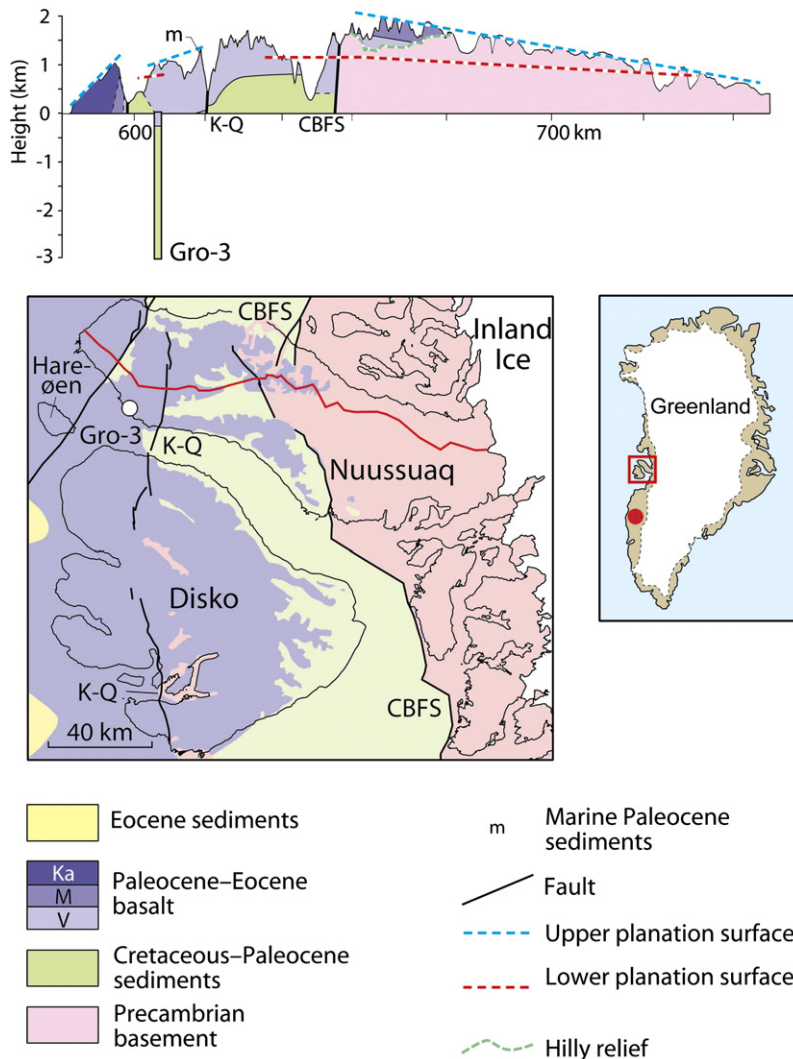 Height (km)
2
1
0
-1
-2
-3
m
600
K-Q
CBFS
700 km
Gro-3
CBFS
Inland
Ice
Hare-
øen
Gro-3
K-Q
Nuussuaq
Disko
K-Q
CBFS
40 km
Greenland
Eocene sediments
Ka
M
V
Paleocene–Eocene
basalt
Cretaceous–Paleocene
sediments
Precambrian
basement
m
Marine Paleocene
sediments
Fault
Upper planation surface
Lower planation surface
Hilly relief